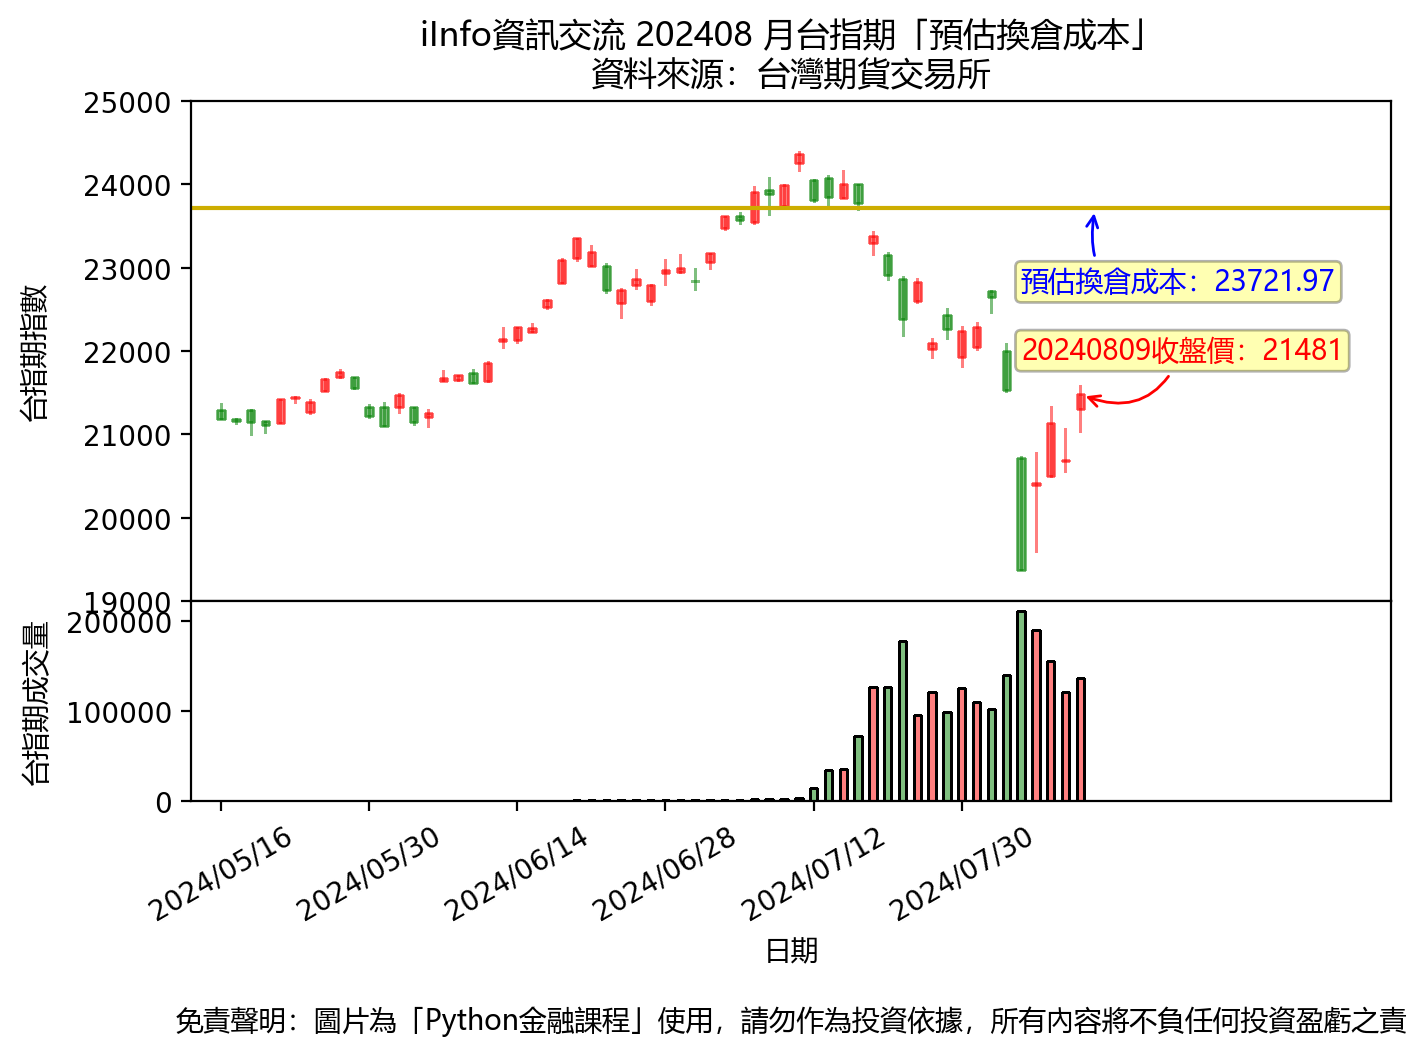 iInfo資訊交流 202408 月台指期「預估換倉成本」
資料來源：台灣期貨交易所
台指期指數
25000
24000
23000
22000
21000
20000
19000
預估換倉成本：23721.97
20240809收盤價：21481
台指期成交量
200000
100000
0
2024/05/16
2024/05/30
2024/06/14
2024/06/28
2024/07/12
2024/07/30
日期
免責聲明：圖片為「Python金融課程」使用，請勿作為投資依據，所有內容將不負任何投資盈虧之責